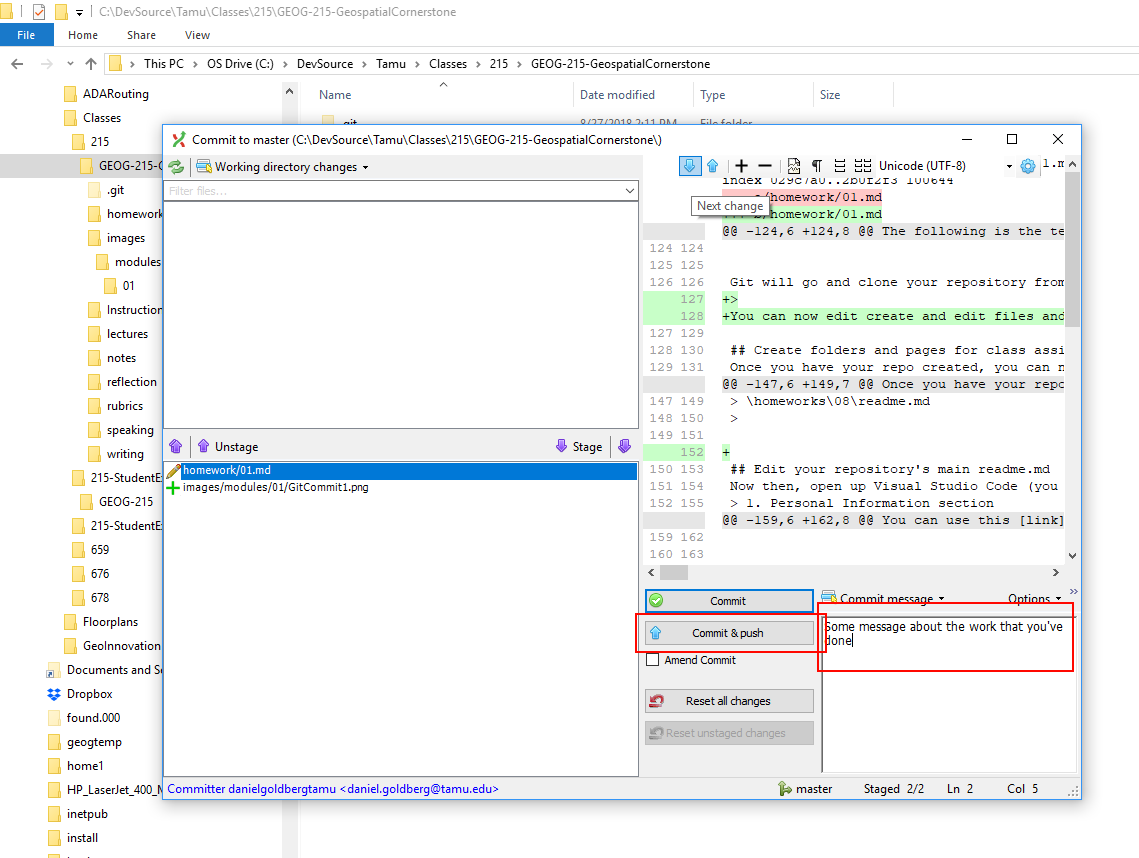 C:\DevSource\Tamu\Classes\215\GEOG-215-GeospatialCornerstone
File Home Share View
This PC OS Drive (C:) DevSource Tamu Classes 215 GEOG-215-GeospatialCornerstone
ADARouting
Classes
215
GEOG-215-
.git
homework
images
modules
01
Instruction
lectures
notes
reflection
rubrics
speaking
writing
215-StudentE
GEOG-215
215-StudentE
659
676
678
Floorplans
GeoInnovation
Documents and Se
Dropbox
found.000
geogtemp
home1
HP_LaserJet_400_M
inetpub
install
Name Date modified Type Size
.git 8/27/2018 2:11 PM File folder
Commit to master (C:\DevSource\Tamu\Classes\215\GEOG-215-GeospatialCornerstone\)
Working directory changes
Filter files...
Unstage Stage
homework/01.md
images/modules/01/GitCommit1.png
Unicode (UTF-8) 1.m
index 029c7a0..2b0f2f3 100644
Next change
/homework/01.md
/homework/01.md
@@ -124,6 +124,8 @@ The following is the te
124 124
125 125
126 126 Git will go and clone your repository from
127 +>
128 +You can now edit create and edit files and
127 129
128 130 ## Create folders and pages for class assi
129 131 Once you have your repo created, you can n
@@ -147,6 +149,7 @@ Once you have your repo
147 149 > \homeworks\08\readme.md
148 150 >
149 151
152 +
150 153 ## Edit your repository's main readme.md
151 154 Now then, open up Visual Studio Code (you
152 155 > 1. Personal Information section
@@ -159,6 +162,8 @@ You can use this [link]
159 162
160 163
Commit
Commit & push
Amend Commit
Reset all changes
Reset unstaged changes
Commit message Options
Some message about the work that you've
done
Committer danielgoldbergtamu <daniel.goldberg@tamu.edu> master Staged 2/2 Ln 2 Col 5